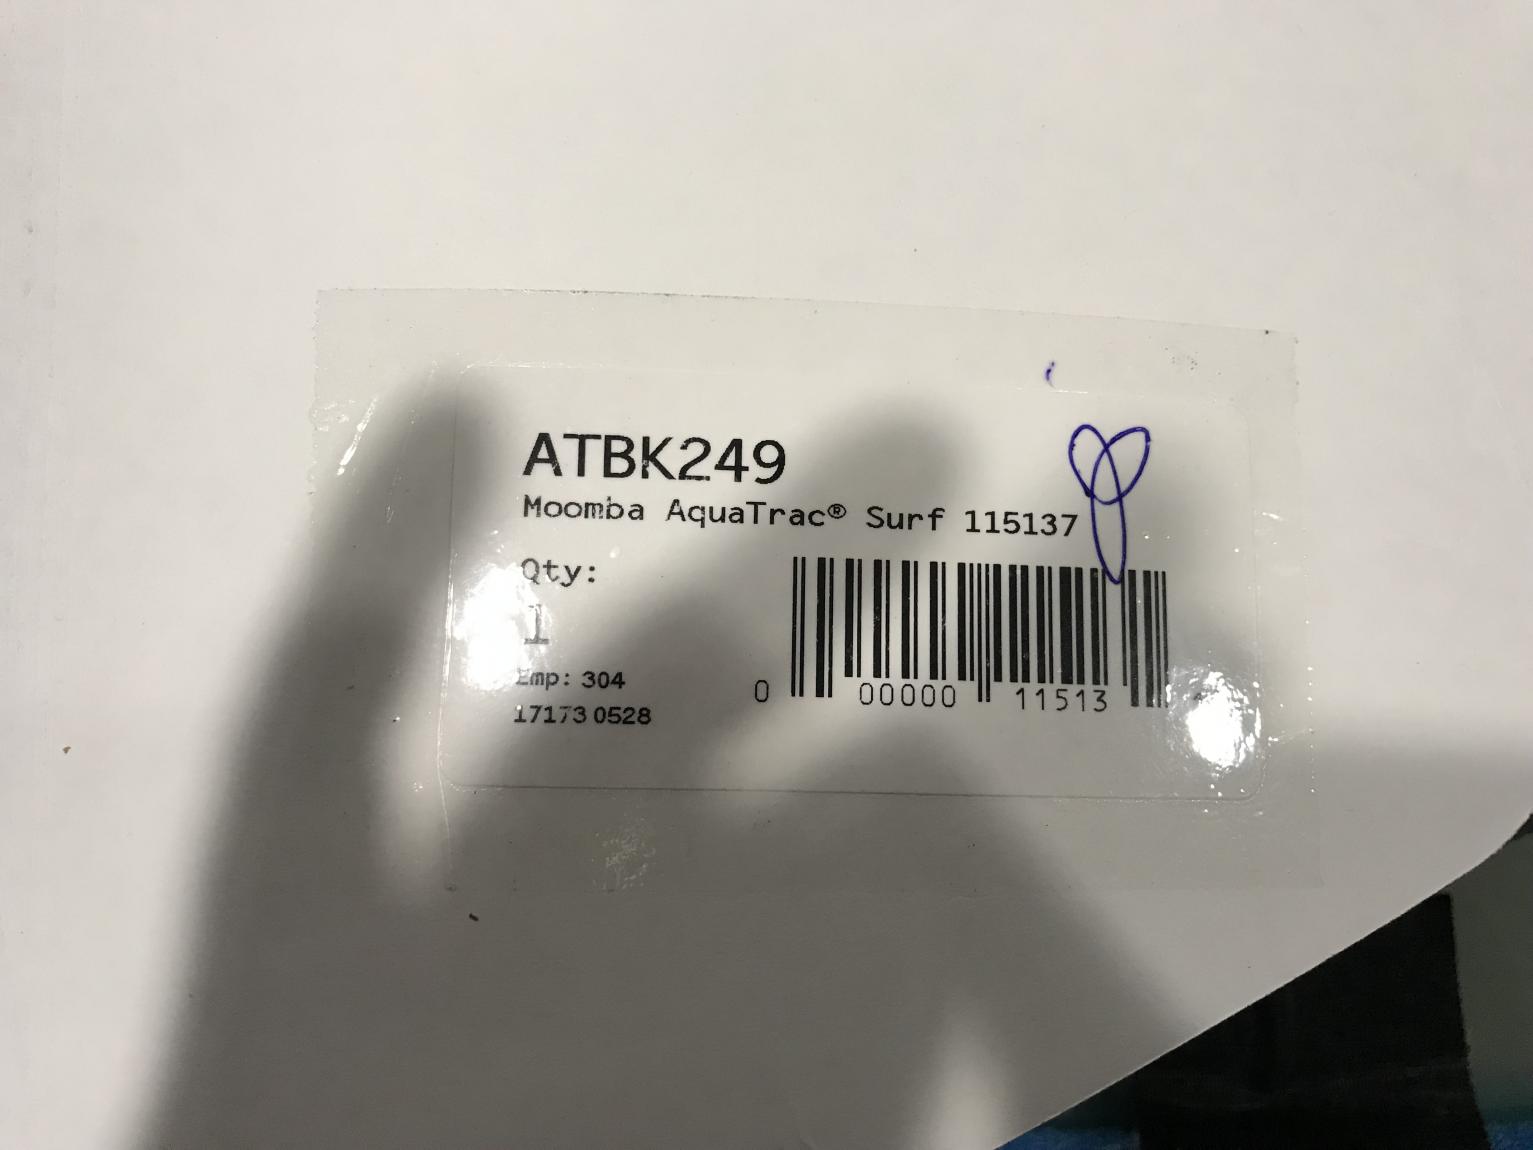 ATBK249
Moomba AquaTrac® Surf 115137
Qty:
1
Emp: 304
17173 0528
0 00000 11513